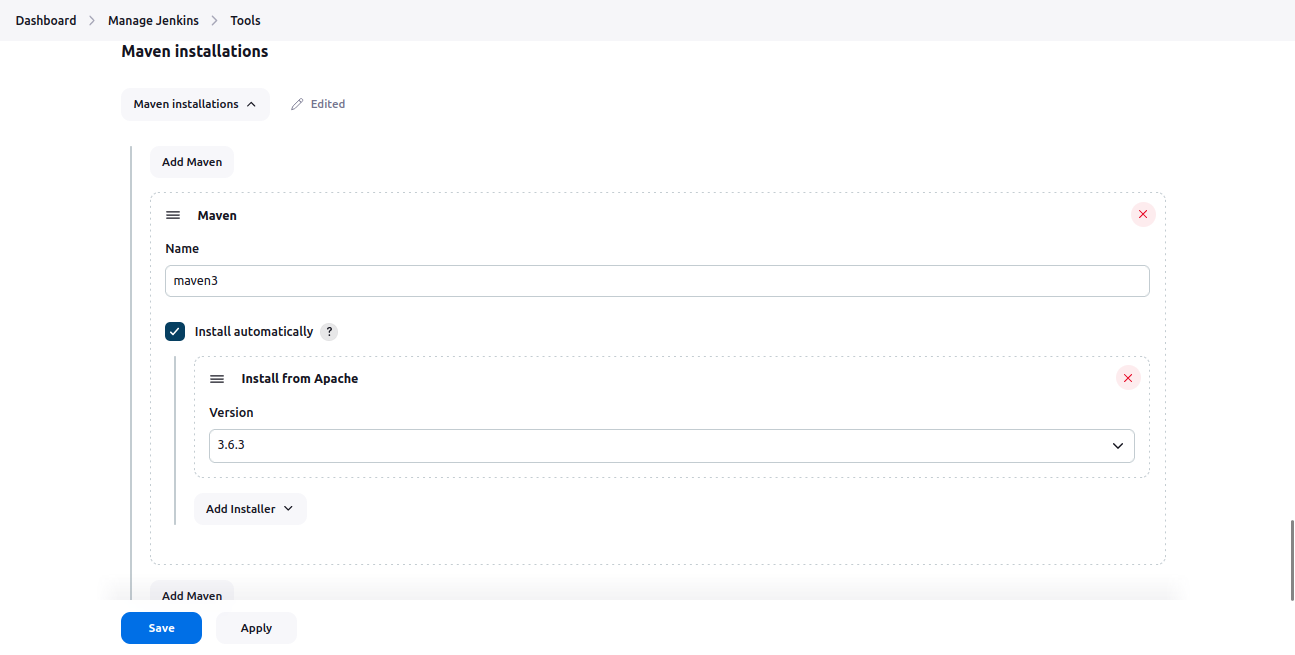 Dashboard > Manage Jenkins > Tools
Maven installations
Maven installations Edited
Add Maven
Maven
Name
maven3
Install automatically ?
Install from Apache
Version
3.6.3
Add Installer
Add Maven
Save Apply